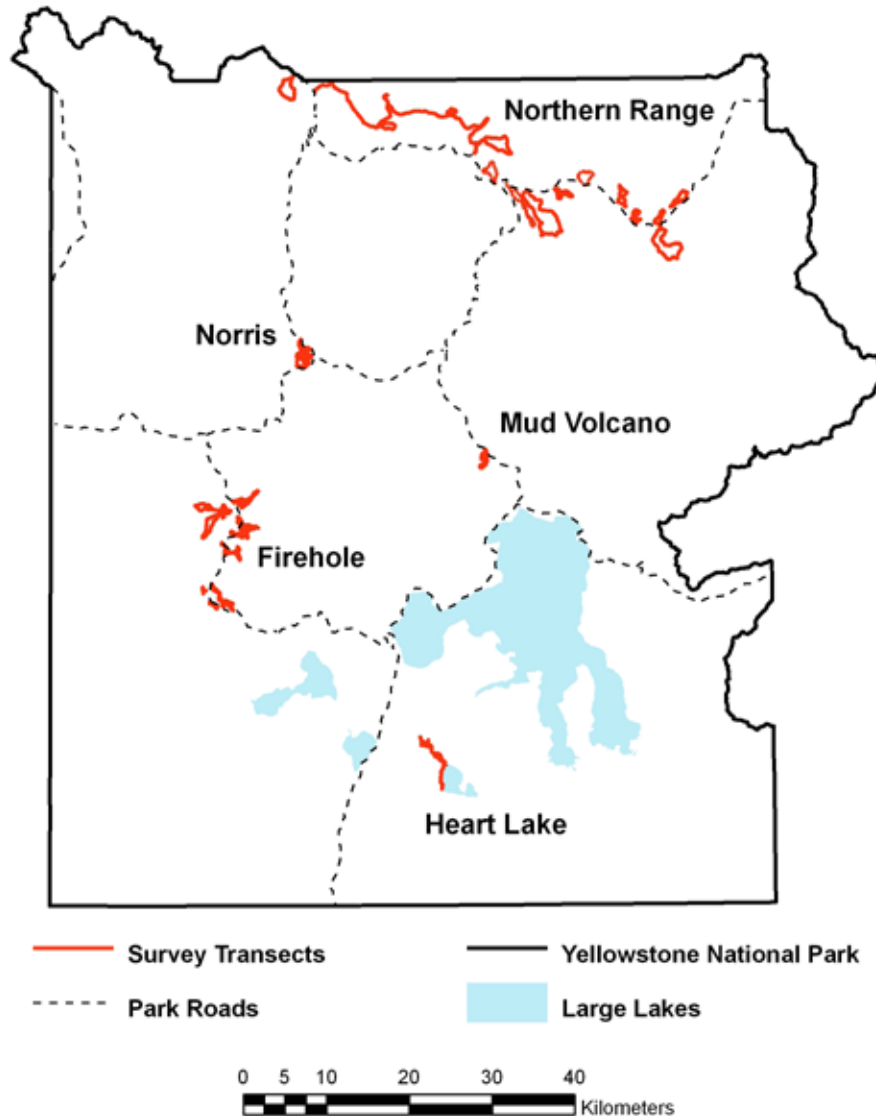 Northern Range
Norris
Mud Volcano
Firehole
Heart Lake
Survey Transects
Yellowstone National Park
Park Roads
Large Lakes
0 5 10 20 30 40
Kilometers